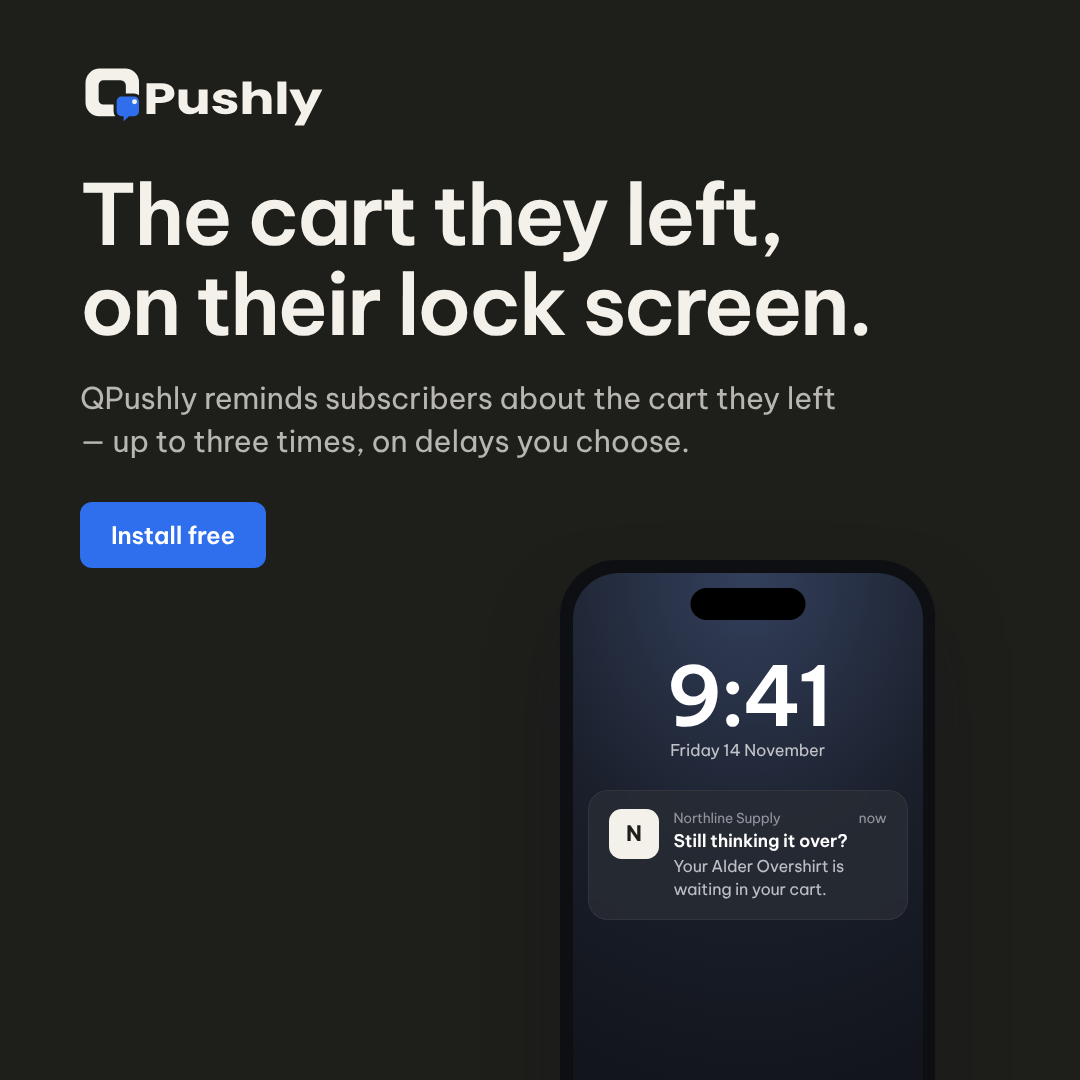 QPushly
The cart they left,
on their lock screen.
QPushly reminds subscribers about the cart they left
— up to three times, on delays you choose.
Install free
9:41
Friday 14 November
N
Northline Supply now
Still thinking it over?
Your Alder Overshirt is
waiting in your cart.